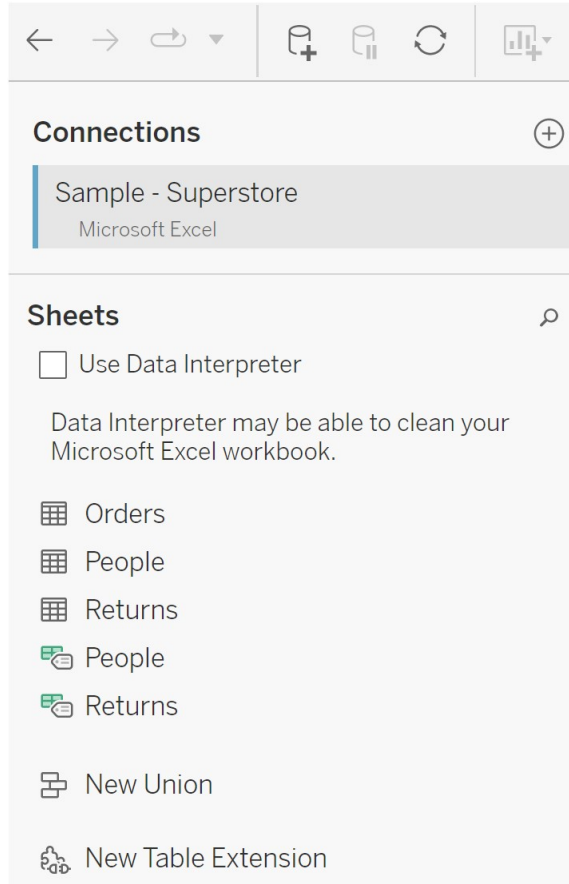 Connections
Sample - Superstore
Microsoft Excel
Sheets
Use Data Interpreter
Data Interpreter may be able to clean your
Microsoft Excel workbook.
Orders
People
Returns
People
Returns
New Union
New Table Extension